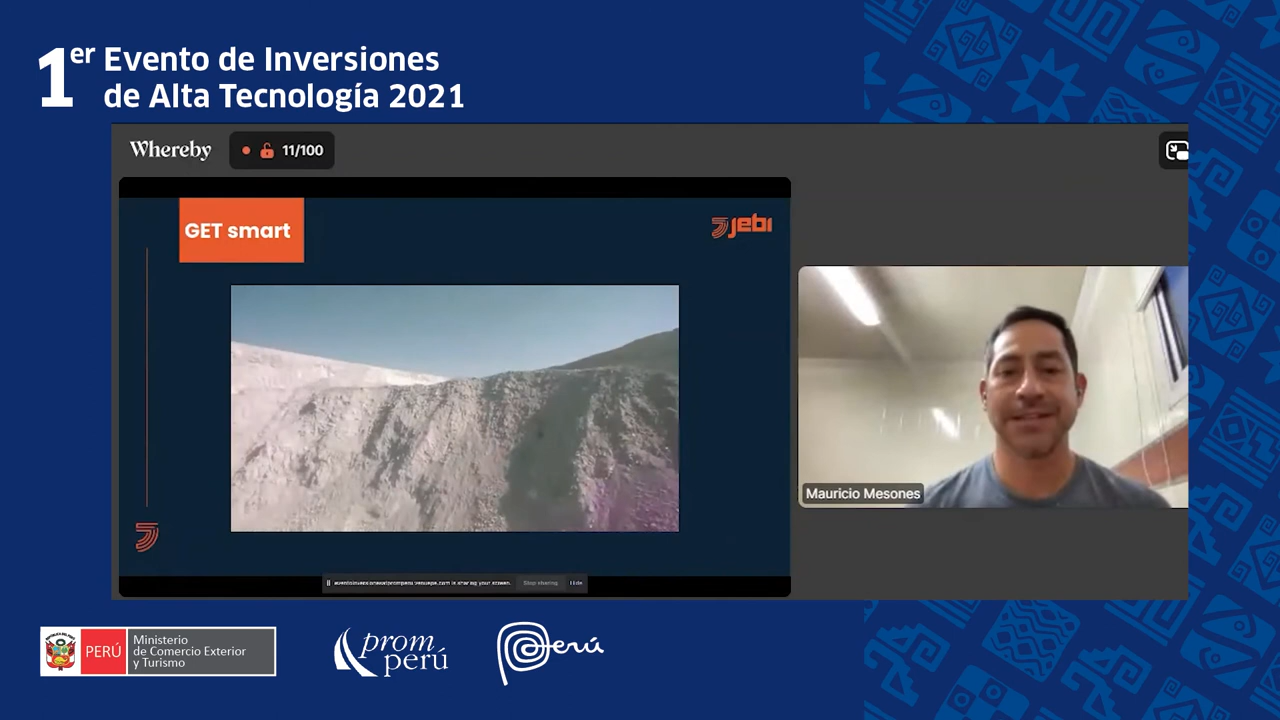 1er Evento de Inversiones
de Alta Tecnología 2021
Whereby
11/100
GET smart
jebi
Mauricio Mesones
Stop sharing
Hide
PERÚ
Ministerio
de Comercio Exterior
y Turismo
prom
perú
Perú